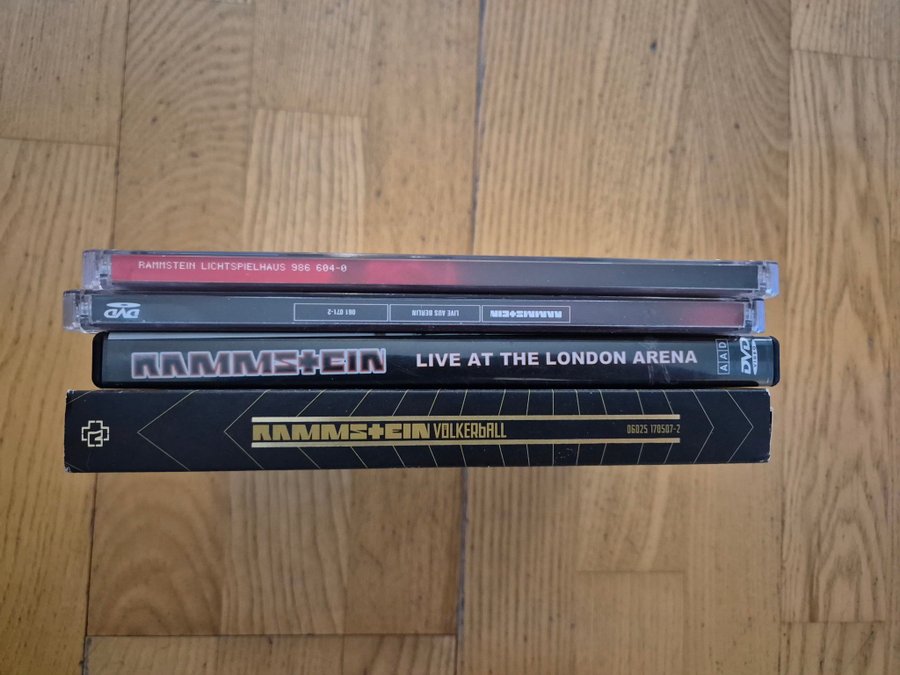 RAMMSTEIN LICHTSPIELHAUS 986 604-0
RAMMSTEIN LIVE AUS BERLIN 061 071-2 DVD
RAMMSTEIN LIVE AT THE LONDON ARENA AAD DVD
RAMMSTEIN VÖLKERbALL 06025 170507-2